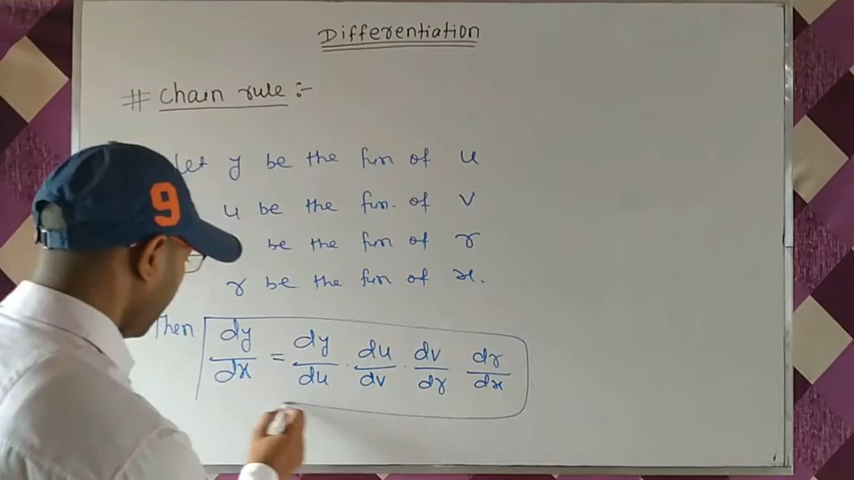 Differentiation
# Chain rule :-
let y be the fun of u
u be the fun. of v
be the fun of r
r be the fun of x.
Then dy/dx = dy/du · du/dv · dv/dr · dr/dx
9